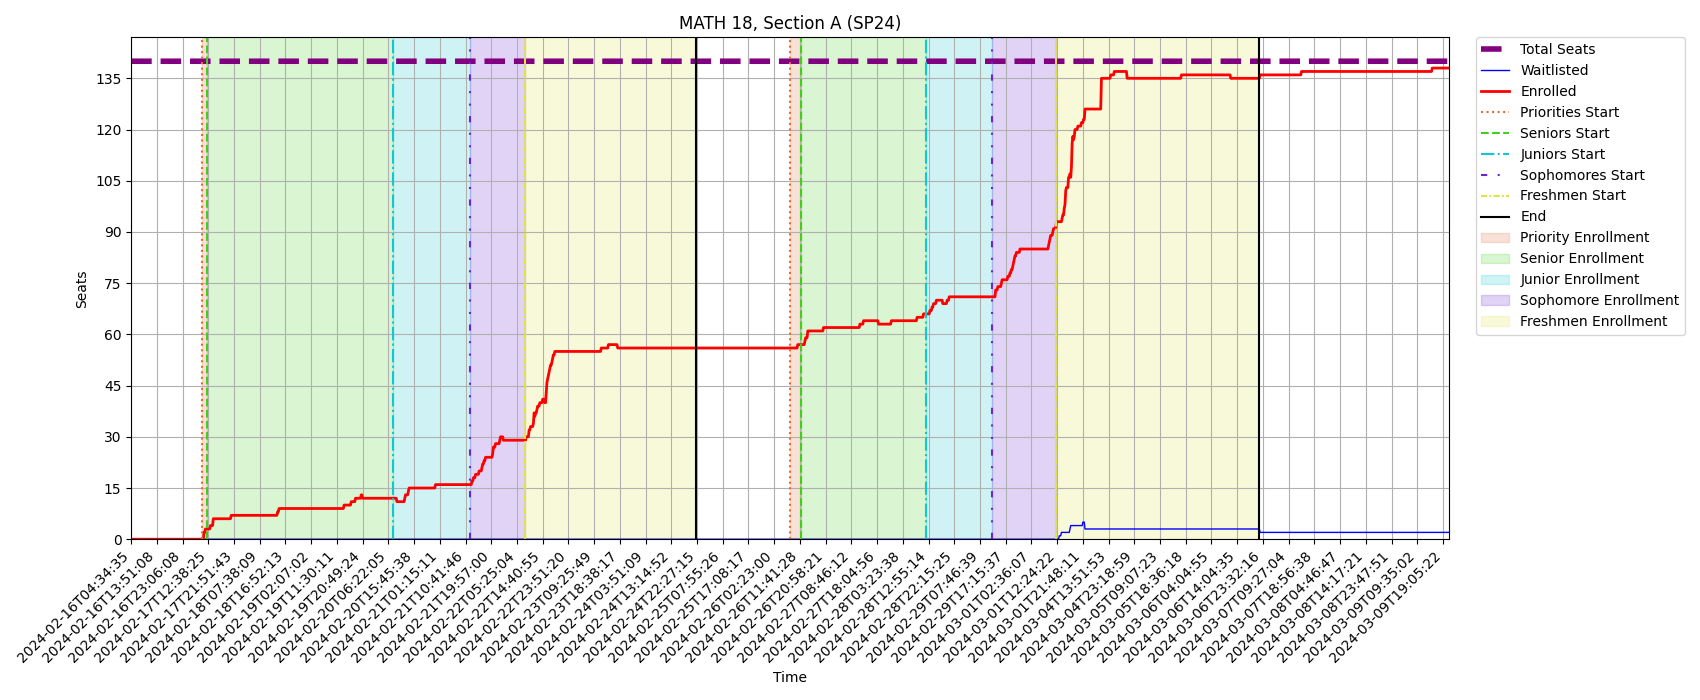 MATH 18, Section A (SP24)
Seats
135
120
105
90
75
60
45
30
15
0
2024-02-16T04:34:35
2024-02-16T13:51:08
2024-02-16T23:06:08
2024-02-17T12:38:25
2024-02-17T21:51:43
2024-02-18T07:38:09
2024-02-18T16:52:13
2024-02-19T02:07:02
2024-02-19T11:30:11
2024-02-19T20:49:24
2024-02-20T06:22:05
2024-02-20T15:45:38
2024-02-21T01:15:11
2024-02-21T10:41:46
2024-02-21T19:57:00
2024-02-22T05:25:04
2024-02-22T14:40:55
2024-02-22T23:51:20
2024-02-23T09:25:49
2024-02-23T18:38:17
2024-02-24T03:51:09
2024-02-24T13:14:52
2024-02-24T22:27:15
2024-02-25T07:55:26
2024-02-25T17:08:17
2024-02-26T02:23:00
2024-02-26T11:41:28
2024-02-26T20:58:21
2024-02-27T08:46:12
2024-02-27T18:04:56
2024-02-28T03:23:38
2024-02-28T12:55:14
2024-02-28T22:15:25
2024-02-29T07:46:39
2024-02-29T17:15:37
2024-03-01T02:36:07
2024-03-01T12:24:22
2024-03-01T21:48:11
2024-03-04T13:51:53
2024-03-04T23:18:59
2024-03-05T09:07:23
2024-03-05T18:36:18
2024-03-06T04:04:55
2024-03-06T14:04:35
2024-03-06T23:32:16
2024-03-07T09:27:04
2024-03-07T18:56:38
2024-03-08T04:46:47
2024-03-08T14:17:21
2024-03-08T23:47:51
2024-03-09T09:35:02
2024-03-09T19:05:22
Time
Total Seats
Waitlisted
Enrolled
Priorities Start
Seniors Start
Juniors Start
Sophomores Start
Freshmen Start
End
Priority Enrollment
Senior Enrollment
Junior Enrollment
Sophomore Enrollment
Freshmen Enrollment